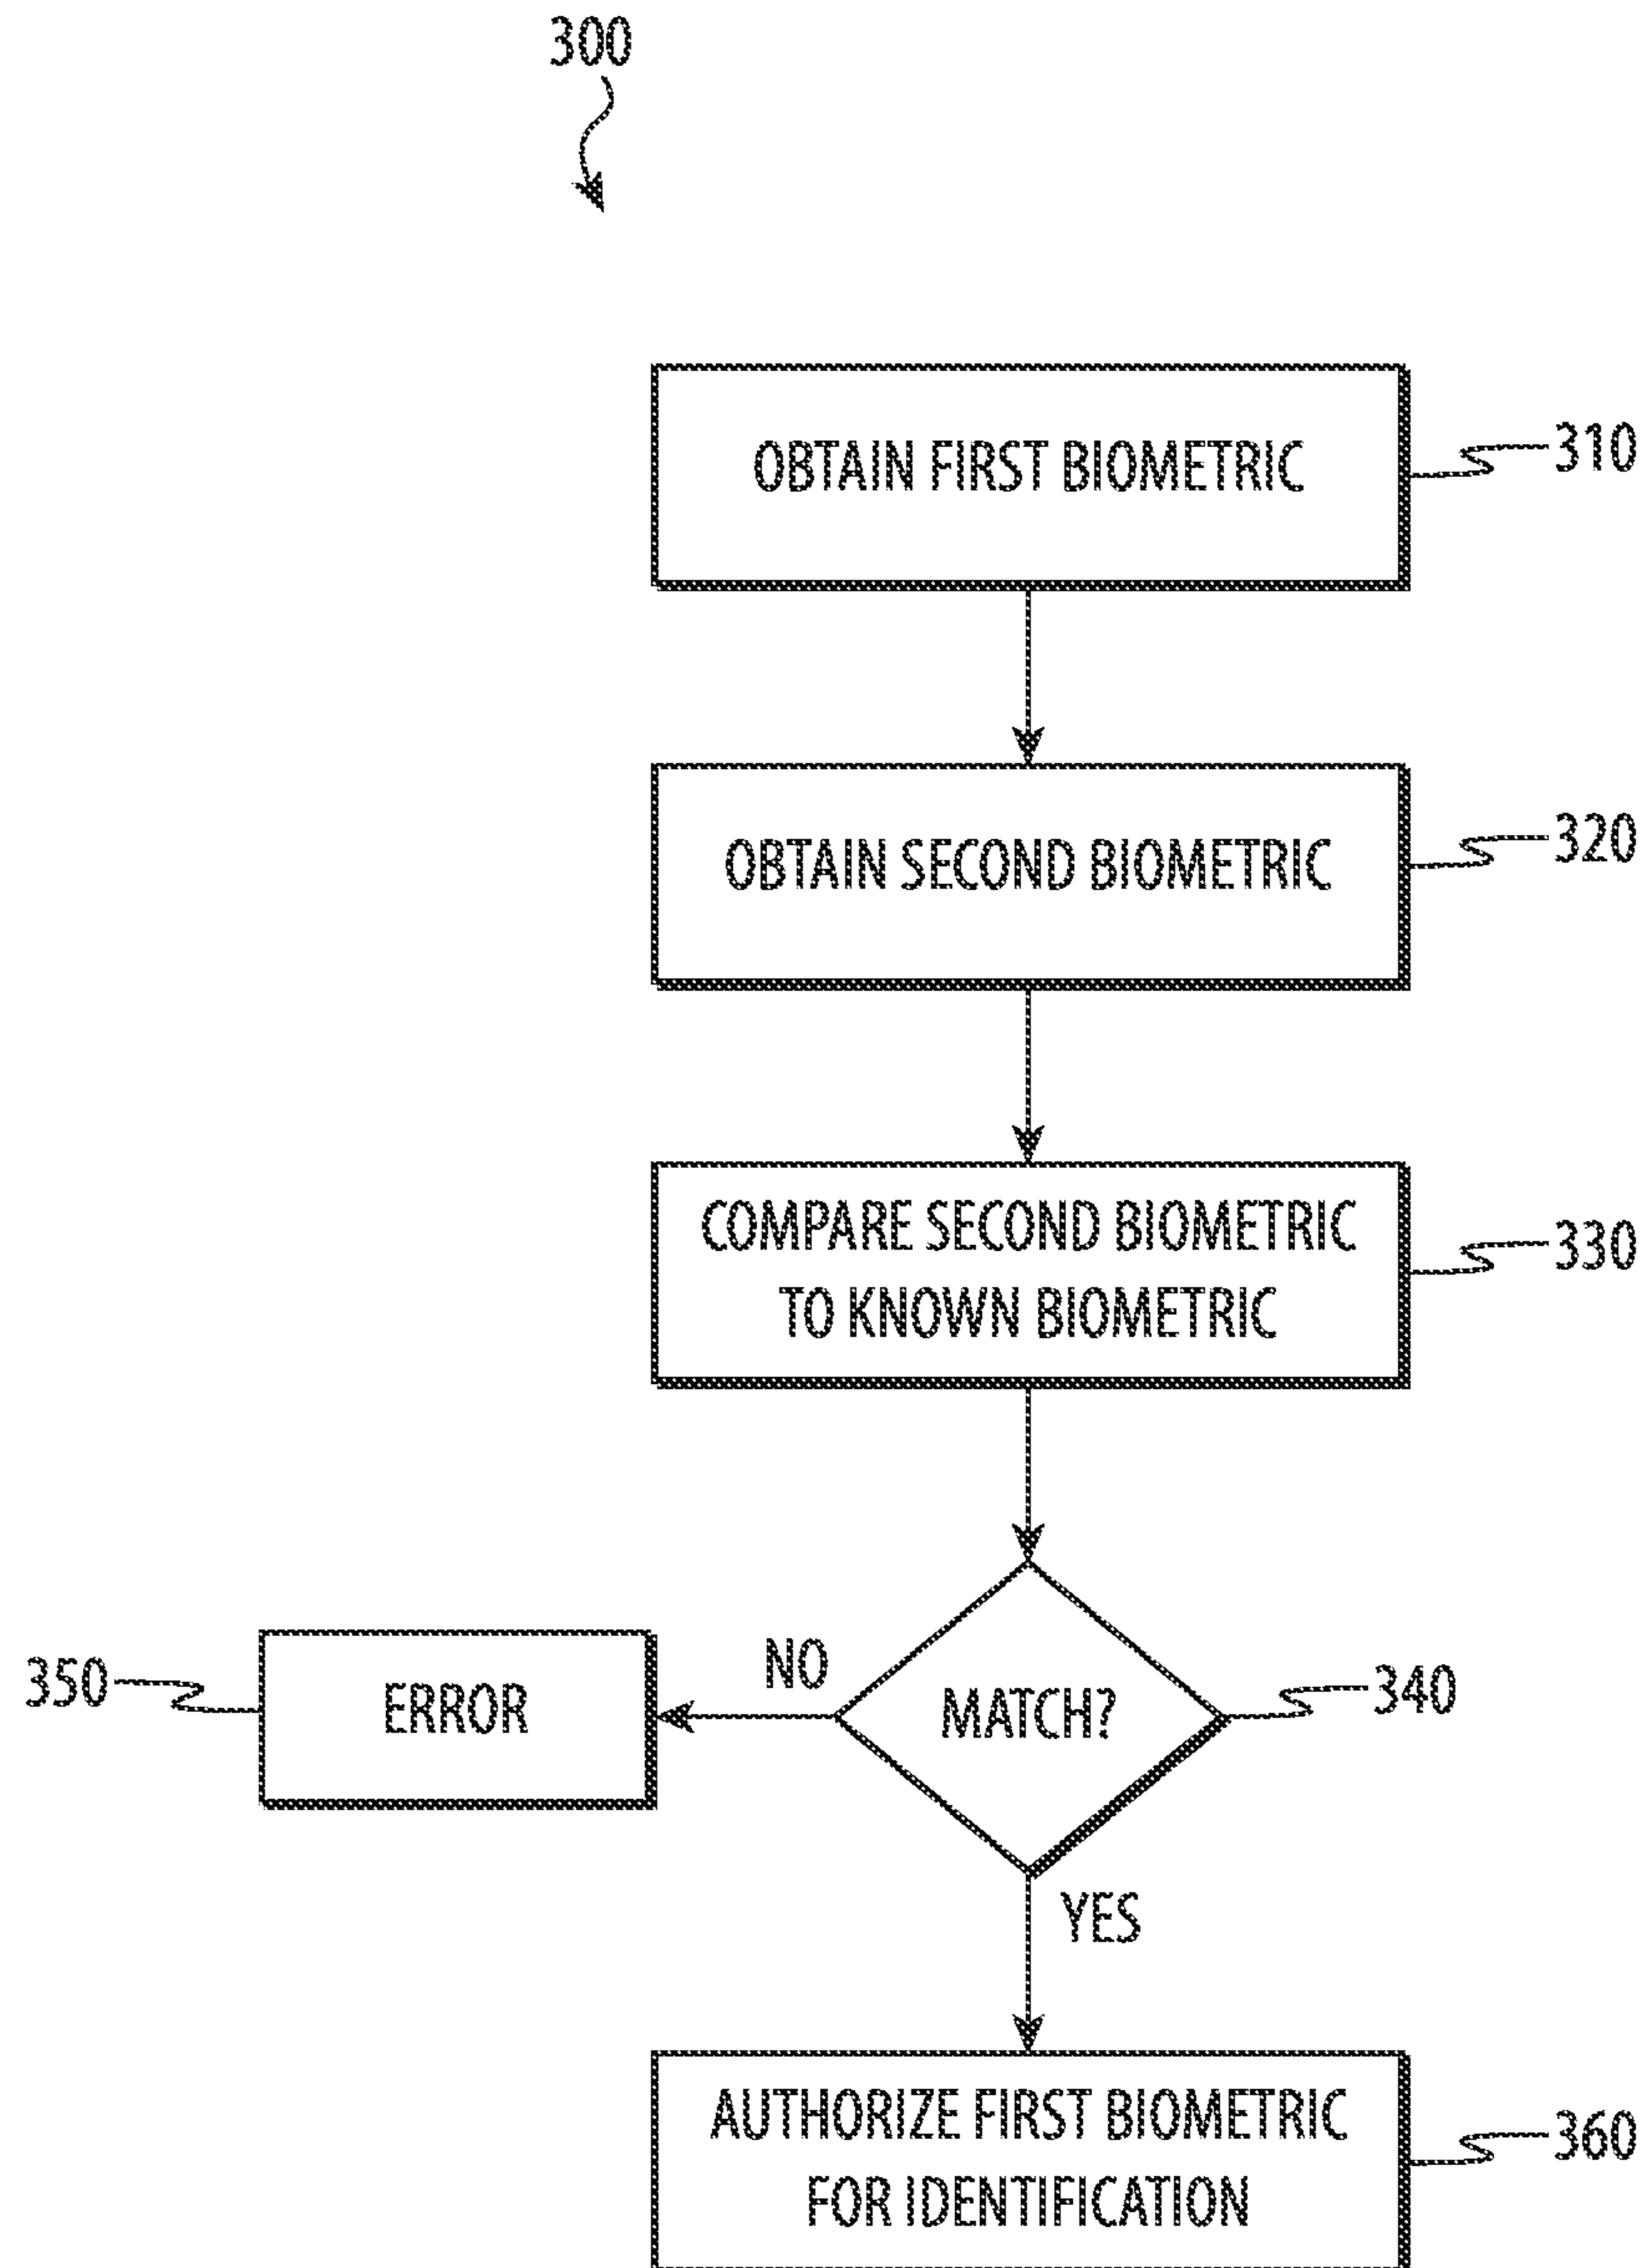 300
OBTAIN FIRST BIOMETRIC
310
OBTAIN SECOND BIOMETRIC
320
COMPARE SECOND BIOMETRIC
TO KNOWN BIOMETRIC
330
350
ERROR
NO
MATCH?
340
YES
AUTHORIZE FIRST BIOMETRIC
FOR IDENTIFICATION
360